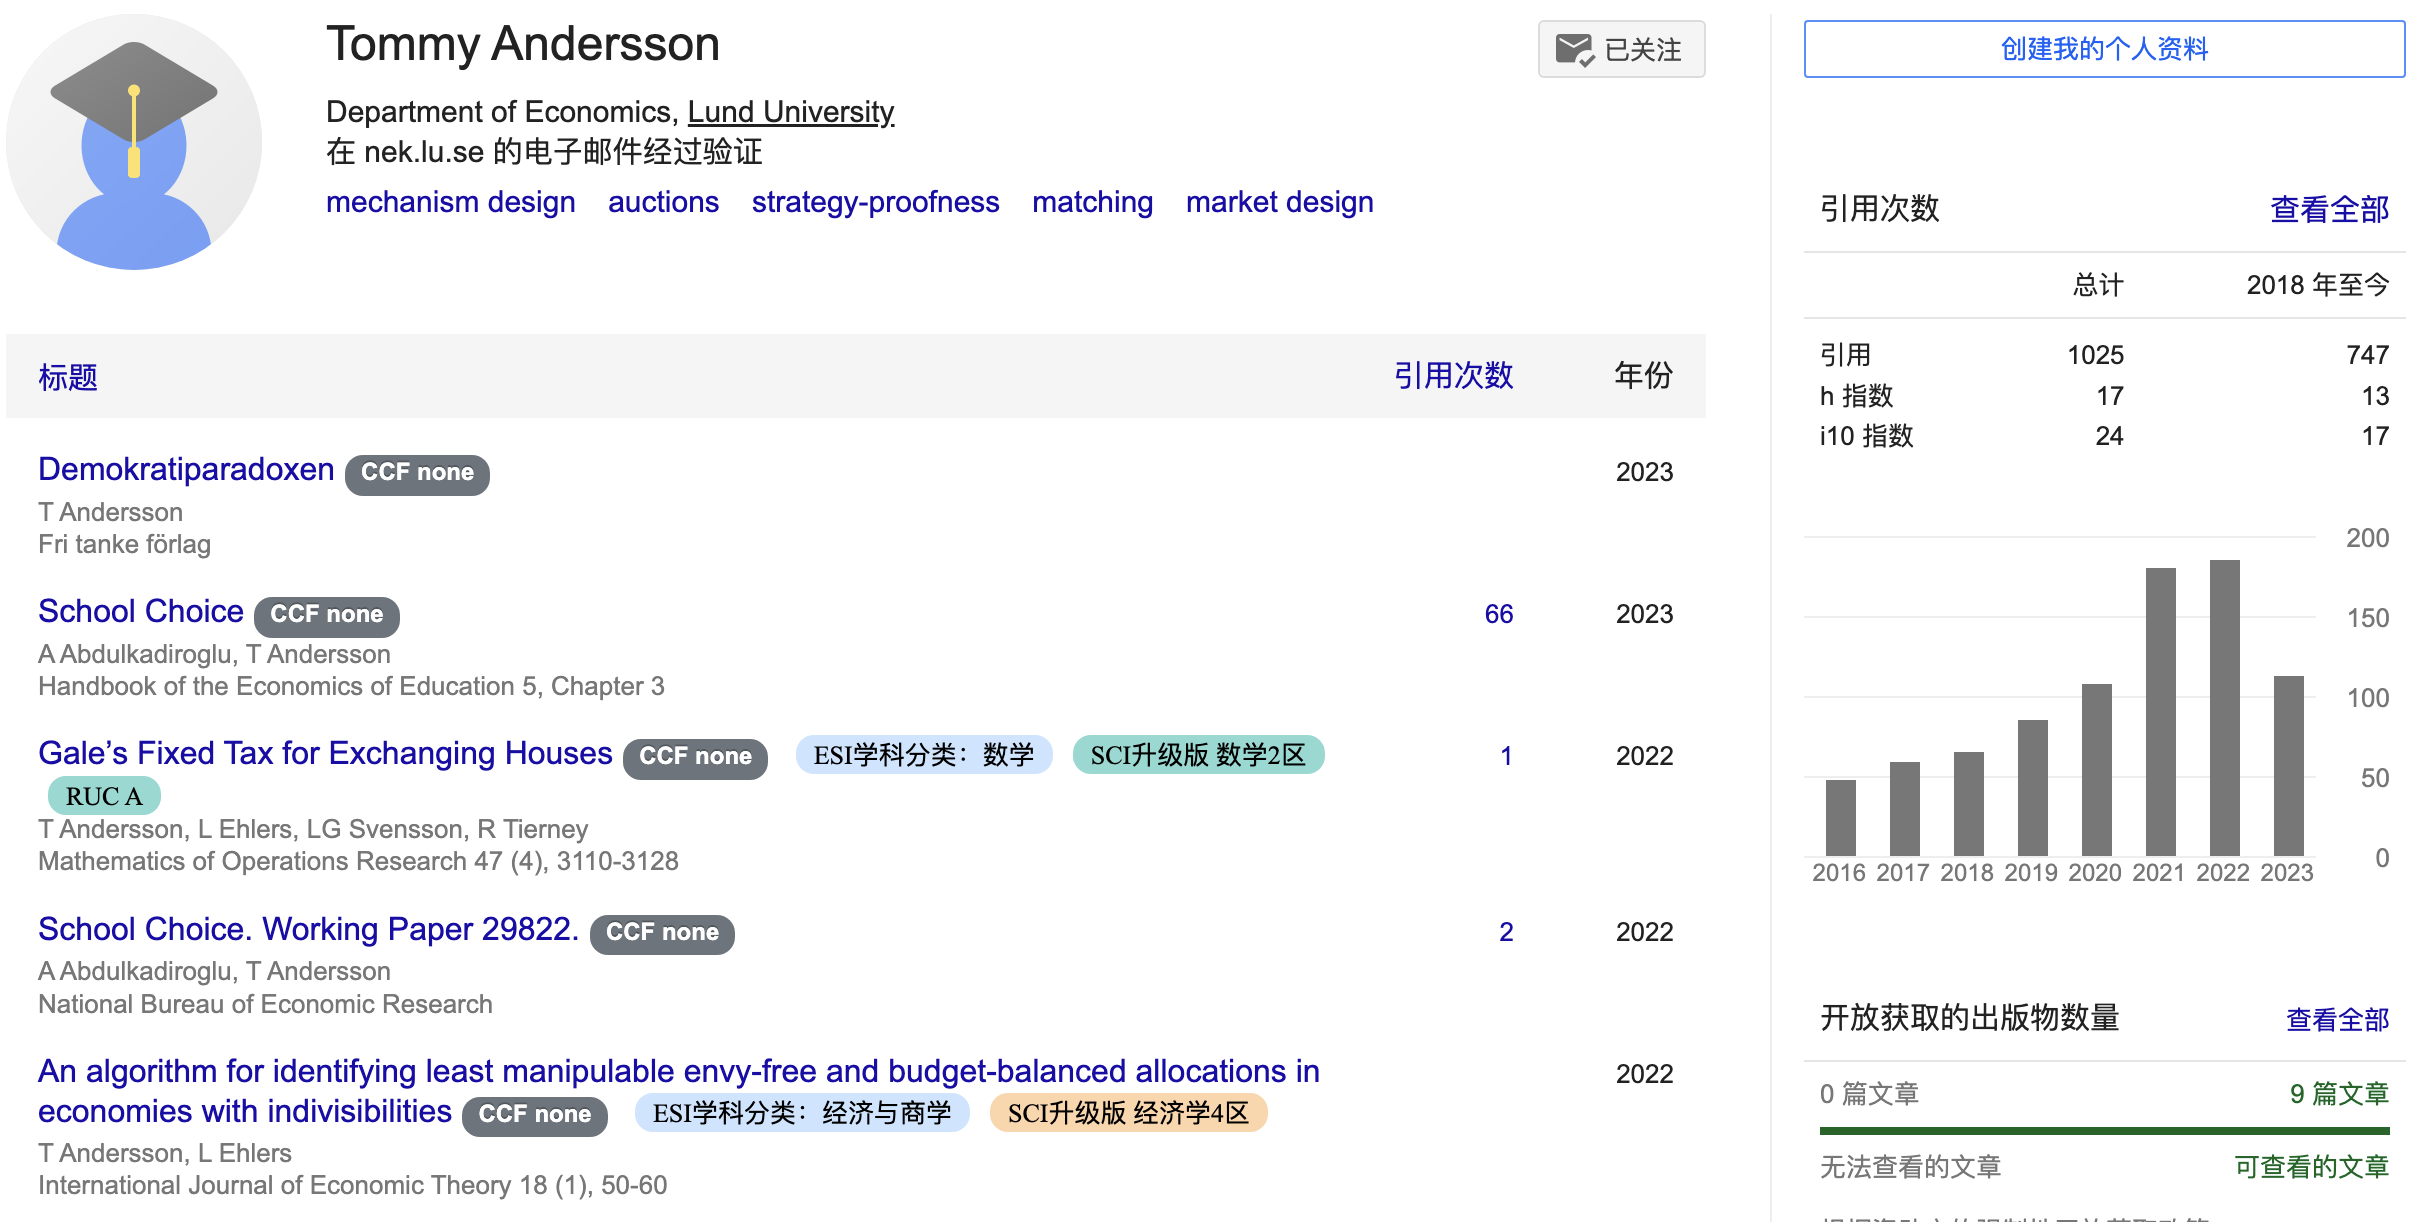 Tommy Andersson
已关注
Department of Economics, Lund University
在 nek.lu.se 的电子邮件经过验证
mechanism design auctions strategy-proofness matching market design
标题 引用次数 年份
Demokratiparadoxen CCF none 2023
T Andersson
Fri tanke förlag
School Choice CCF none 66 2023
A Abdulkadiroglu, T Andersson
Handbook of the Economics of Education 5, Chapter 3
Gale’s Fixed Tax for Exchanging Houses CCF none ESI学科分类：数学 SCI升级版 数学2区 1 2022
RUC A
T Andersson, L Ehlers, LG Svensson, R Tierney
Mathematics of Operations Research 47 (4), 3110-3128
School Choice. Working Paper 29822. CCF none 2 2022
A Abdulkadiroglu, T Andersson
National Bureau of Economic Research
An algorithm for identifying least manipulable envy-free and budget-balanced allocations in 2022
economies with indivisibilities CCF none ESI学科分类：经济与商学 SCI升级版 经济学4区
T Andersson, L Ehlers
International Journal of Economic Theory 18 (1), 50-60
创建我的个人资料
引用次数 查看全部
总计 2018 年至今
引用 1025 747
h 指数 17 13
i10 指数 24 17
200
150
100
50
0
2016 2017 2018 2019 2020 2021 2022 2023
开放获取的出版物数量 查看全部
0 篇文章 9 篇文章
无法查看的文章 可查看的文章